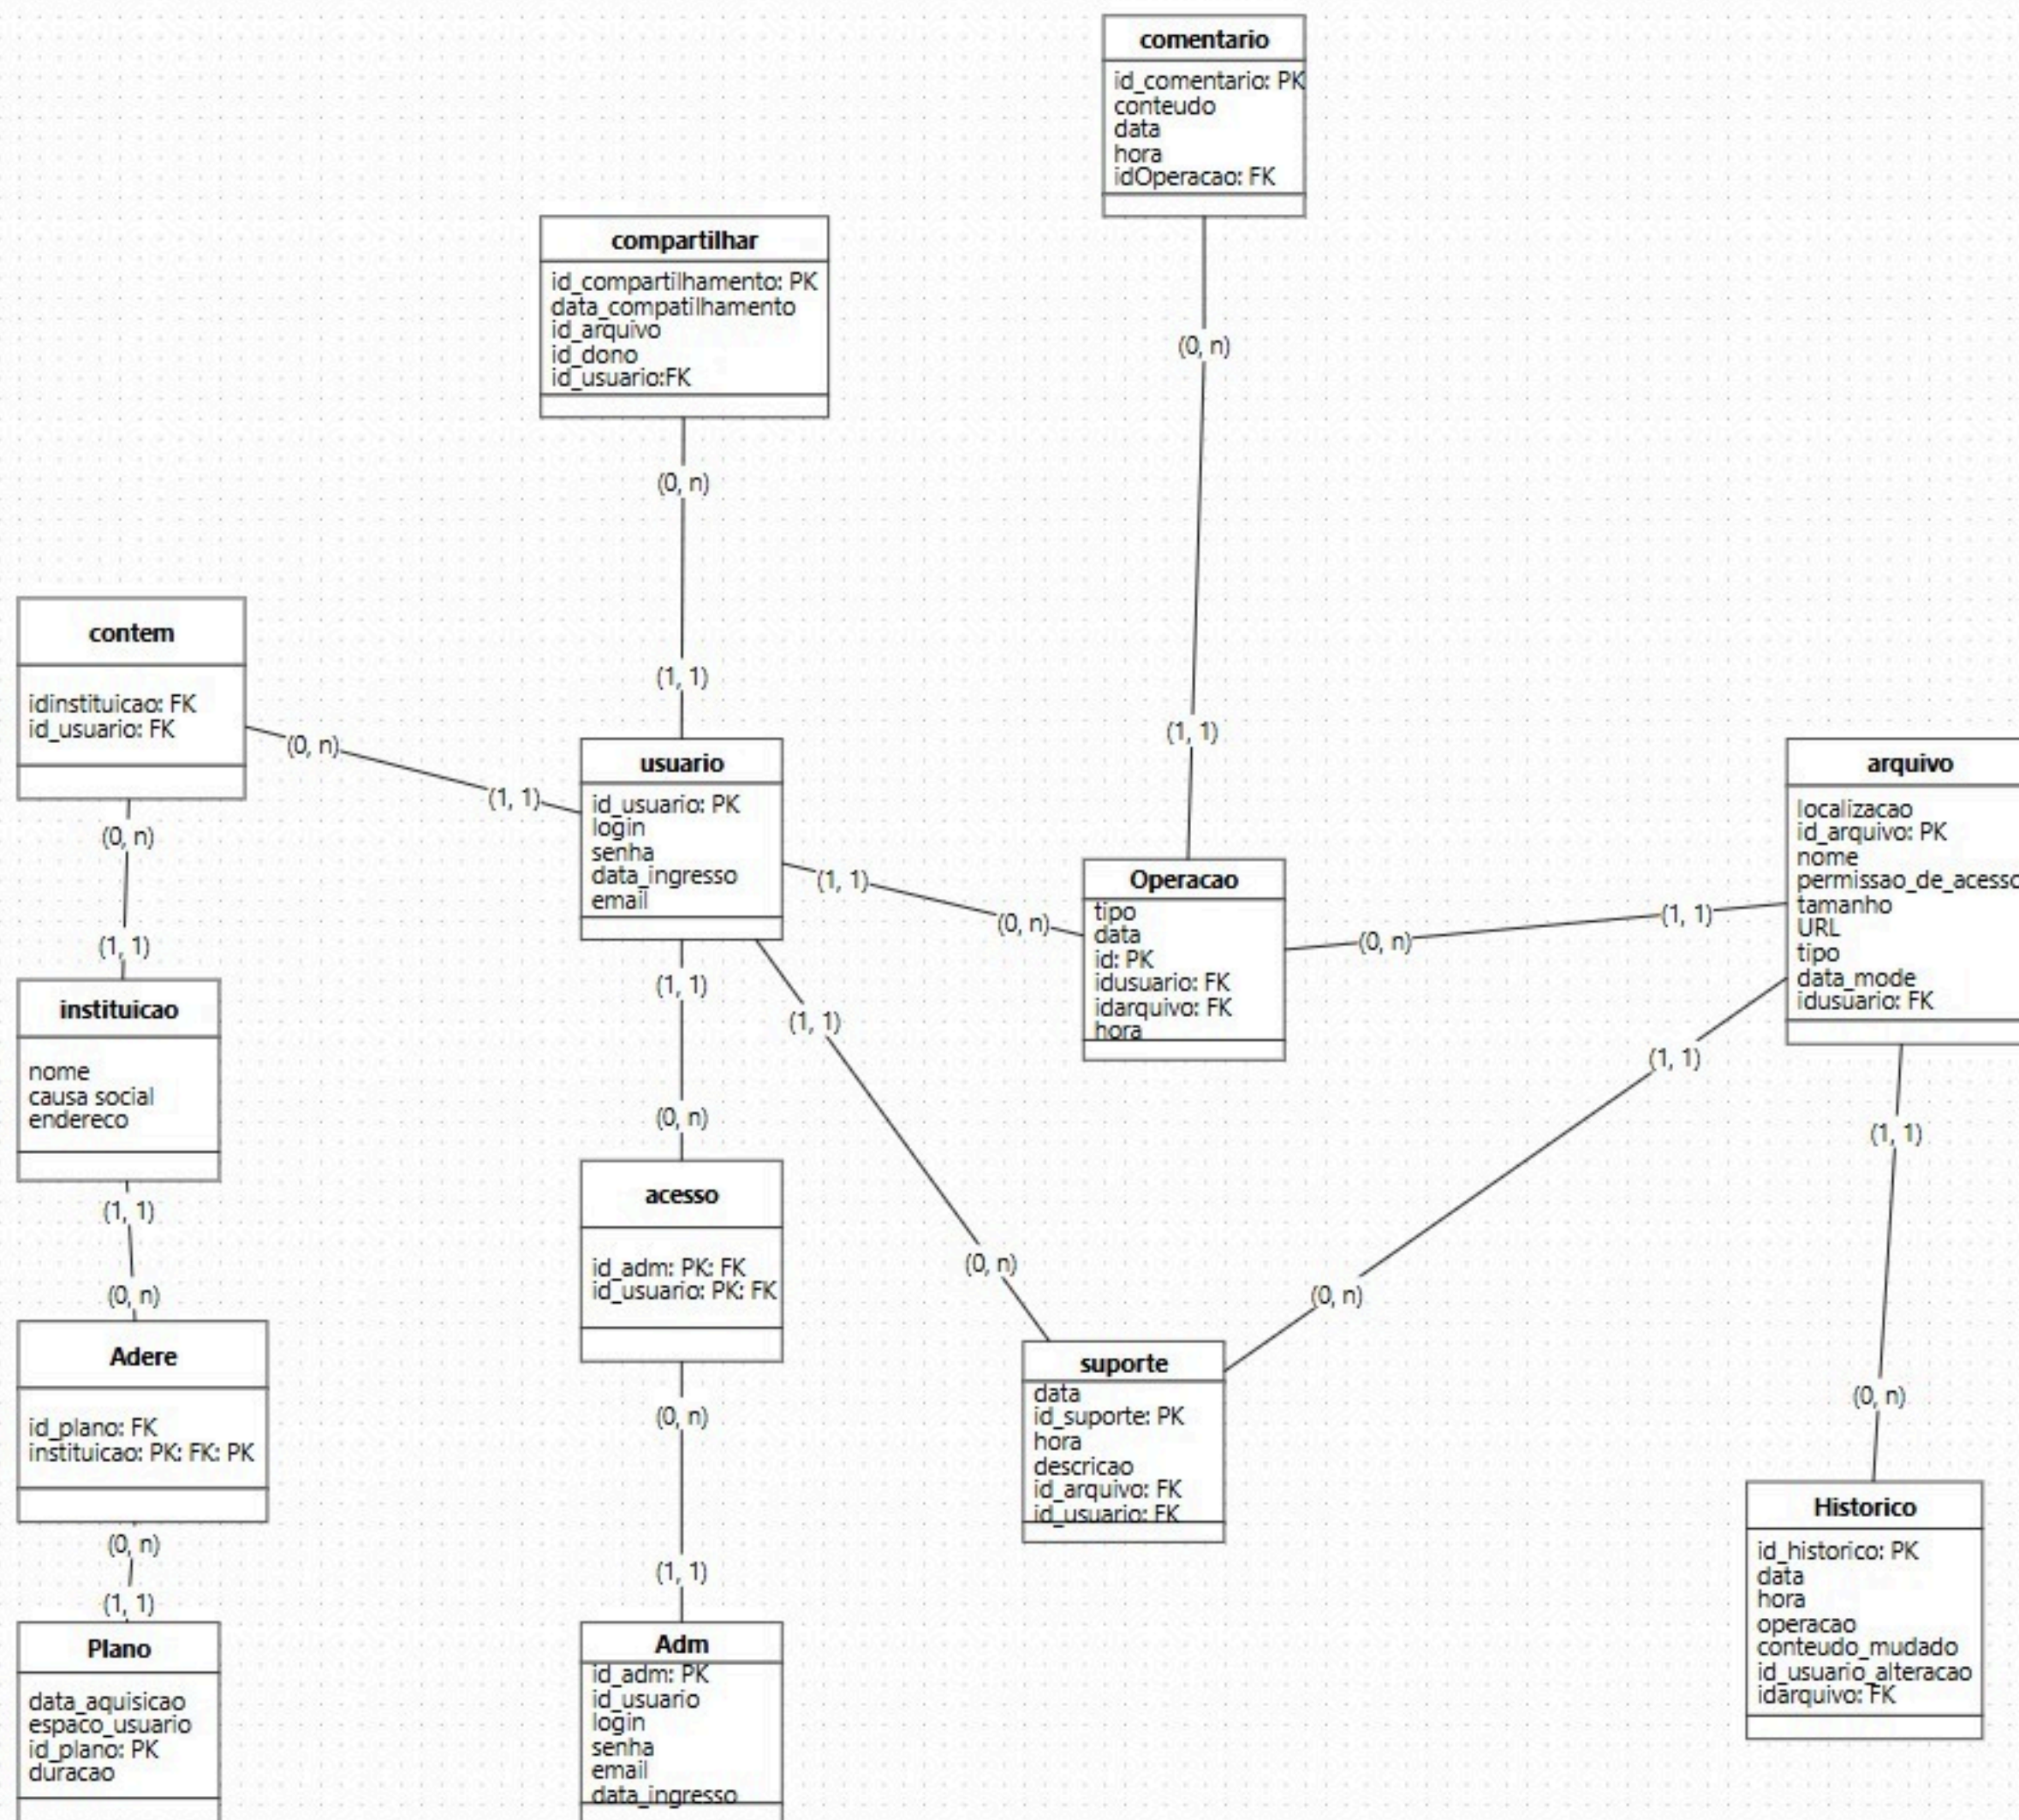 comentario
id_comentario: PK
conteudo
data
hora
idOperacao: FK
(0, n)
(1, 1)
compartilhar
id_compartilhamento: PK
data_compatilhamento
id_arquivo
id_dono
id_usuario:FK
(0, n)
(1, 1)
contem
idinstituicao: FK
id_usuario: FK
(0, n)
(1, 1)
(0, n)
(1, 1)
usuario
id_usuario: PK
login
senha
data_ingresso
email
(1, 1)
(0, n)
Operacao
tipo
data
id: PK
idusuario: FK
idarquivo: FK
hora
(0, n)
(1, 1)
arquivo
localizacao
id_arquivo: PK
nome
permissao_de_acesso
tamanho
URL
tipo
data_mode
idusuario: FK
instituicao
nome
causa social
endereco
(1, 1)
(0, n)
(1, 1)
(0, n)
(1, 1)
(0, n)
(1, 1)
(0, n)
(1, 1)
(0, n)
acesso
id_adm: PK: FK
id_usuario: PK: FK
(0, n)
(1, 1)
Adere
id_plano: FK
instituicao: PK: FK: PK
(0, n)
(1, 1)
suporte
data
id_suporte: PK
hora
descricao
id_arquivo: FK
id_usuario: FK
Historico
id_historico: PK
data
hora
operacao
conteudo_mudado
id_usuario_alteracao
idarquivo: FK
Plano
data_aquisicao
espaco_usuario
id_plano: PK
duracao
Adm
id_adm: PK
id_usuario
login
senha
email
data_ingresso